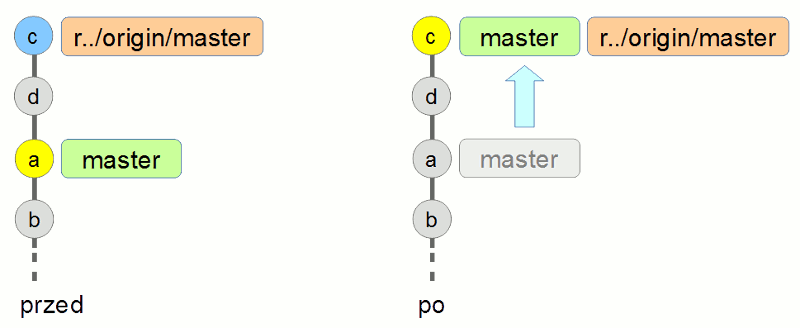 c r../origin/master
d
a master
b
przed
c master r../origin/master
d
a master
b
po